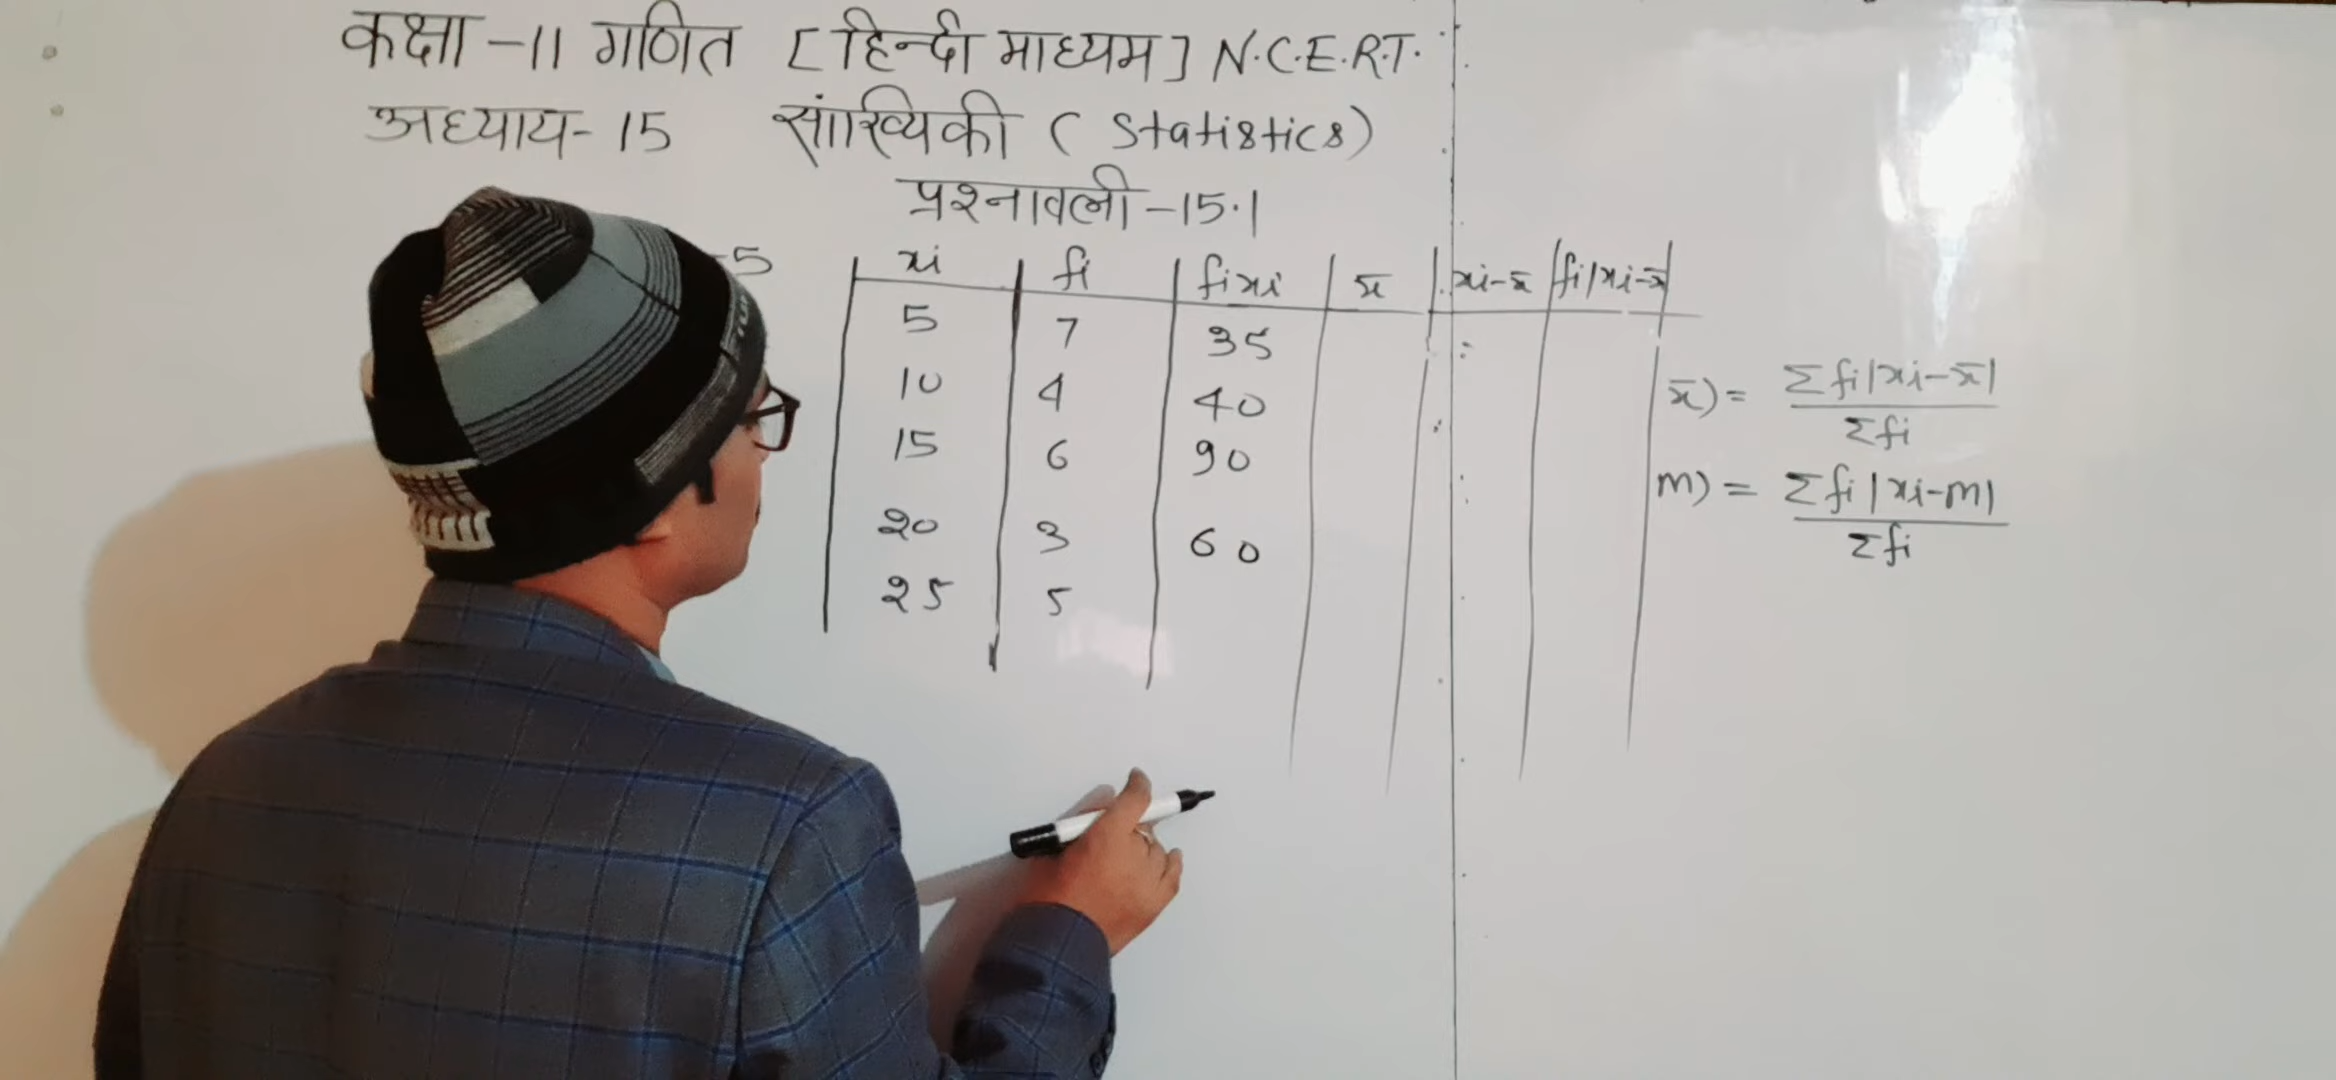 कक्षा -11 गणित [हिन्दी माध्यम] N.C.E.R.T.
अध्याय- 15 सांख्यिकी ( Statistics)
प्रश्नावली -15.1
-5
xi fi fixi x̄ xi-x̄ fi|xi-x̄|
5 7 35
10 4 40
15 6 90
20 3 60
25 5
x̄) = Σfi|xi-x̄|
Σfi
m) = Σfi|xi-m|
Σfi